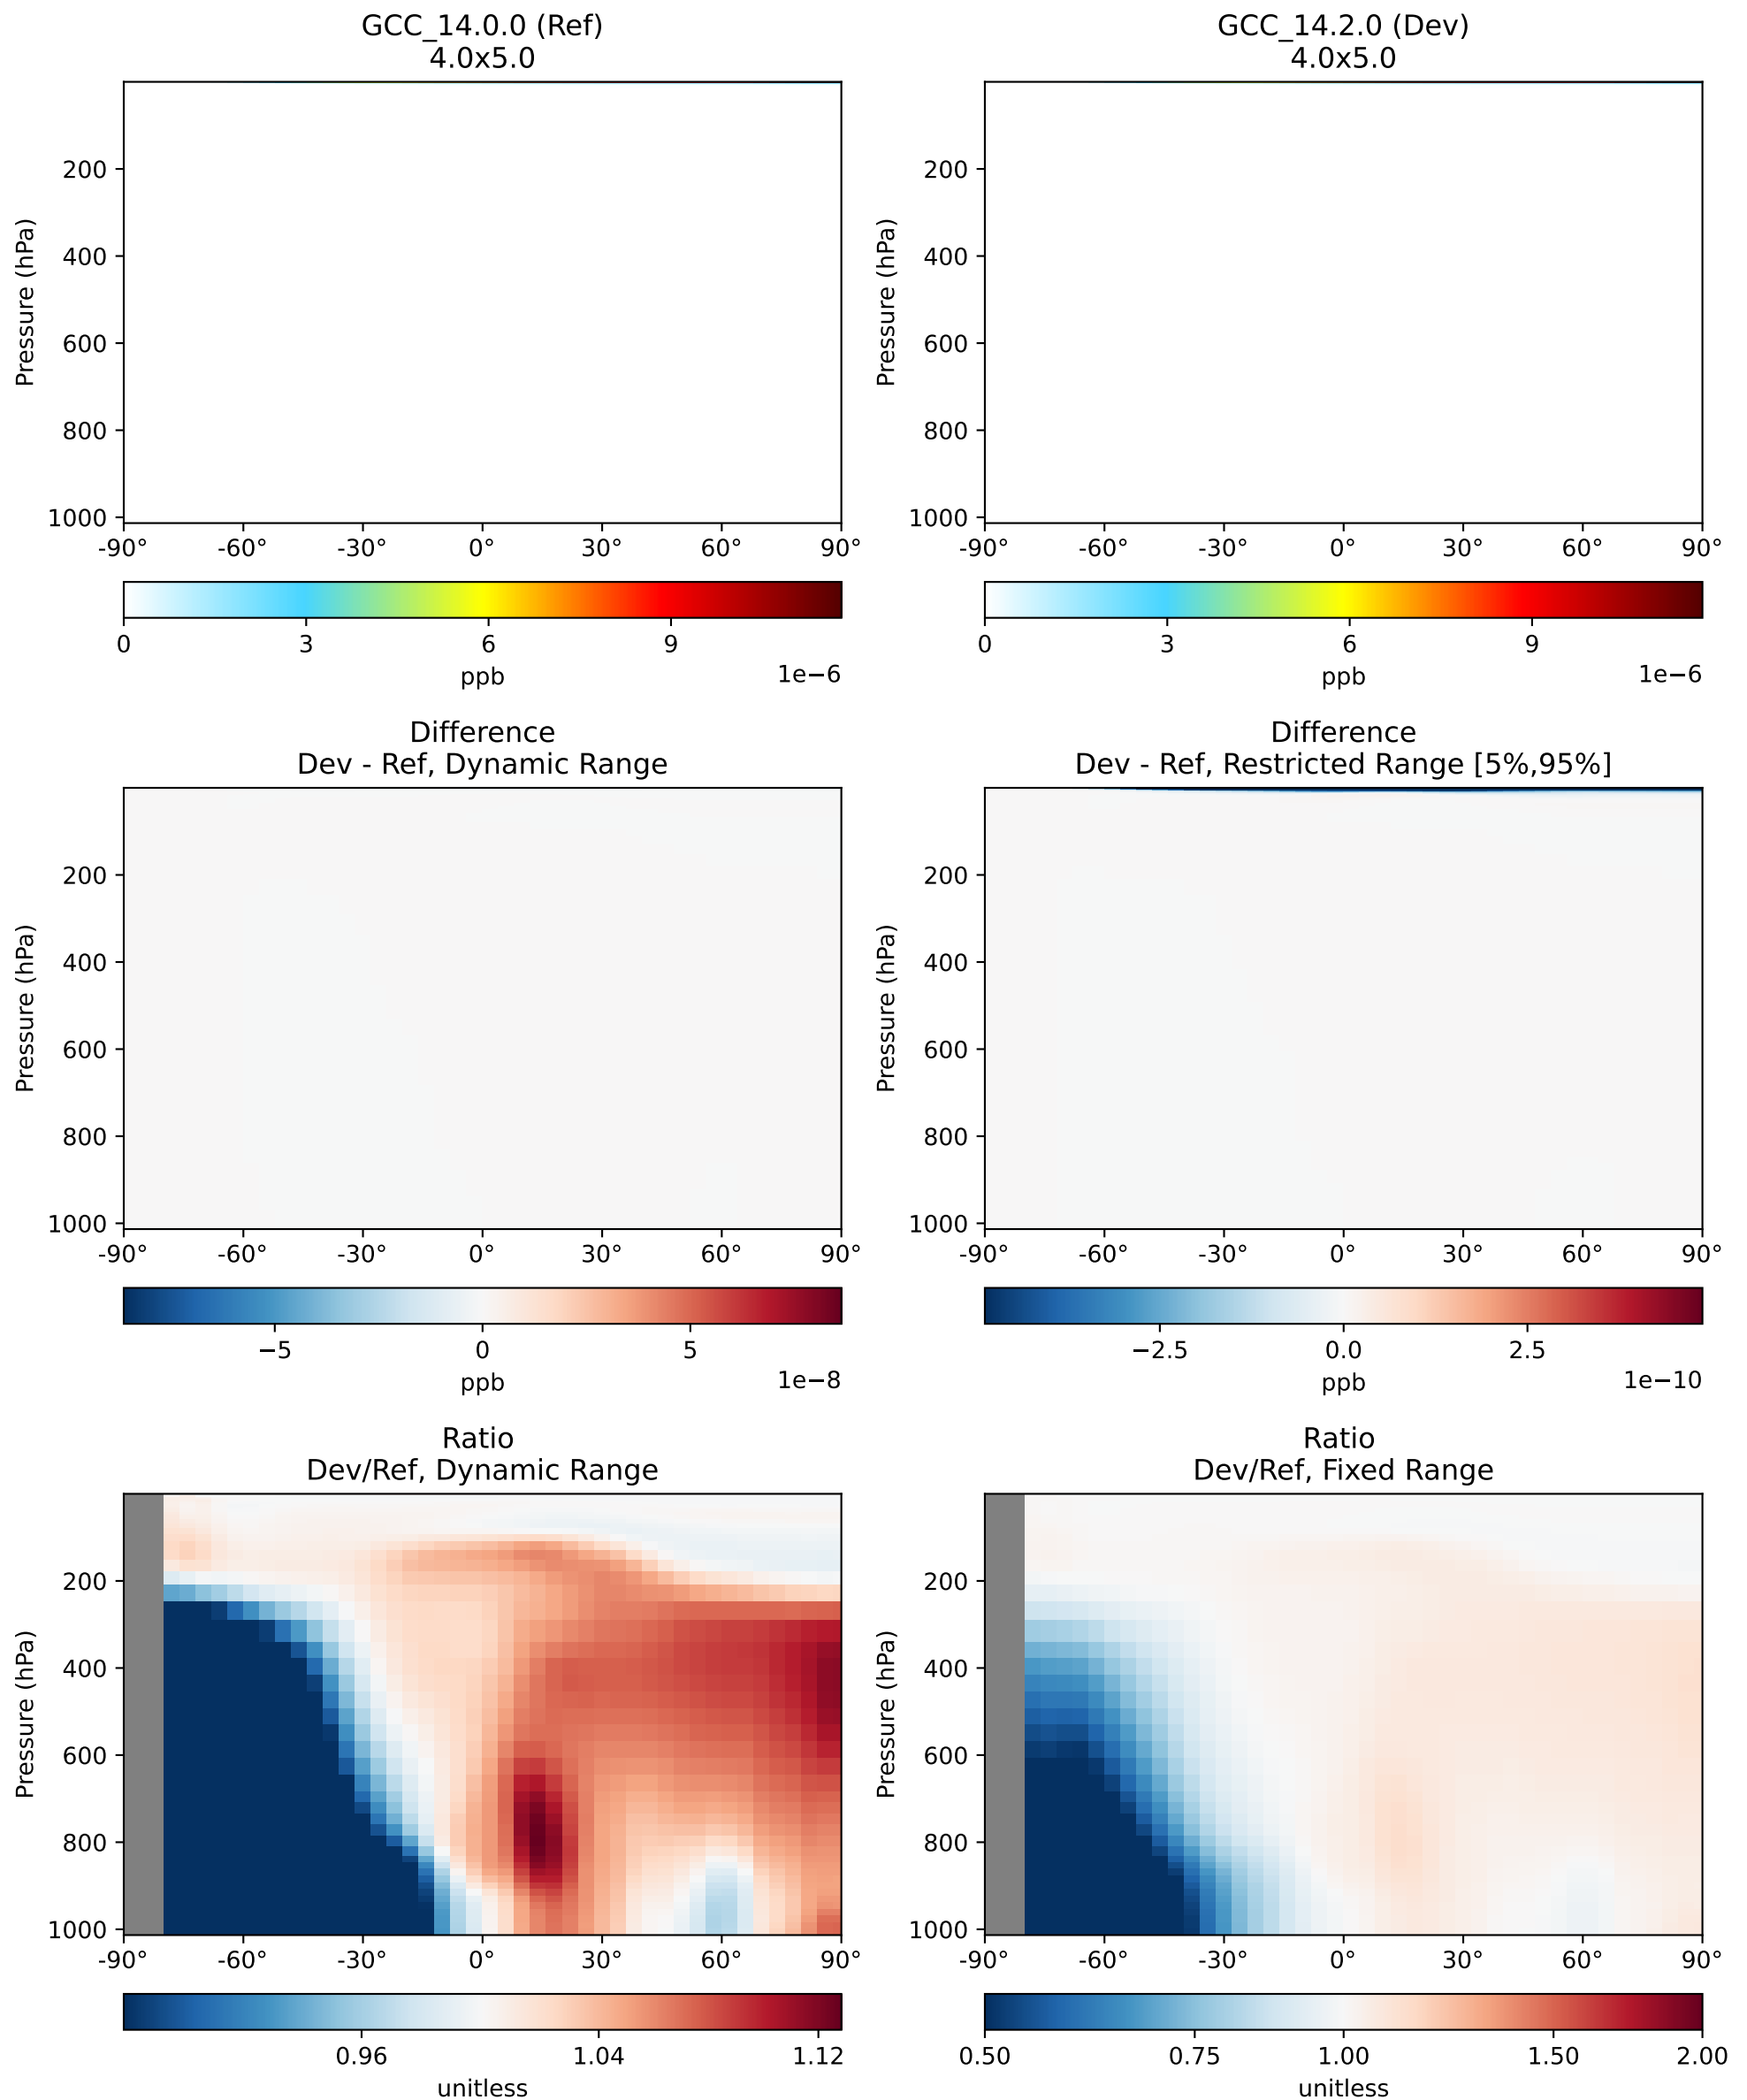 GCC_14.0.0 (Ref)
4.0x5.0
GCC_14.2.0 (Dev)
4.0x5.0
Pressure (hPa)
200
400
600
800
1000
-90° -60° -30° 0° 30° 60° 90°
0 3 6 9
ppb
1e−6
Pressure (hPa)
200
400
600
800
1000
-90° -60° -30° 0° 30° 60° 90°
0 3 6 9
ppb
1e−6
Difference
Dev - Ref, Dynamic Range
Pressure (hPa)
200
400
600
800
1000
-90° -60° -30° 0° 30° 60° 90°
−5 0 5
ppb
1e−8
Difference
Dev - Ref, Restricted Range [5%,95%]
Pressure (hPa)
200
400
600
800
1000
-90° -60° -30° 0° 30° 60° 90°
−2.5 0.0 2.5
ppb
1e−10
Ratio
Dev/Ref, Dynamic Range
Pressure (hPa)
200
400
600
800
1000
-90° -60° -30° 0° 30° 60° 90°
0.96 1.04 1.12
unitless
Ratio
Dev/Ref, Fixed Range
Pressure (hPa)
200
400
600
800
1000
-90° -60° -30° 0° 30° 60° 90°
0.50 0.75 1.00 1.50 2.00
unitless